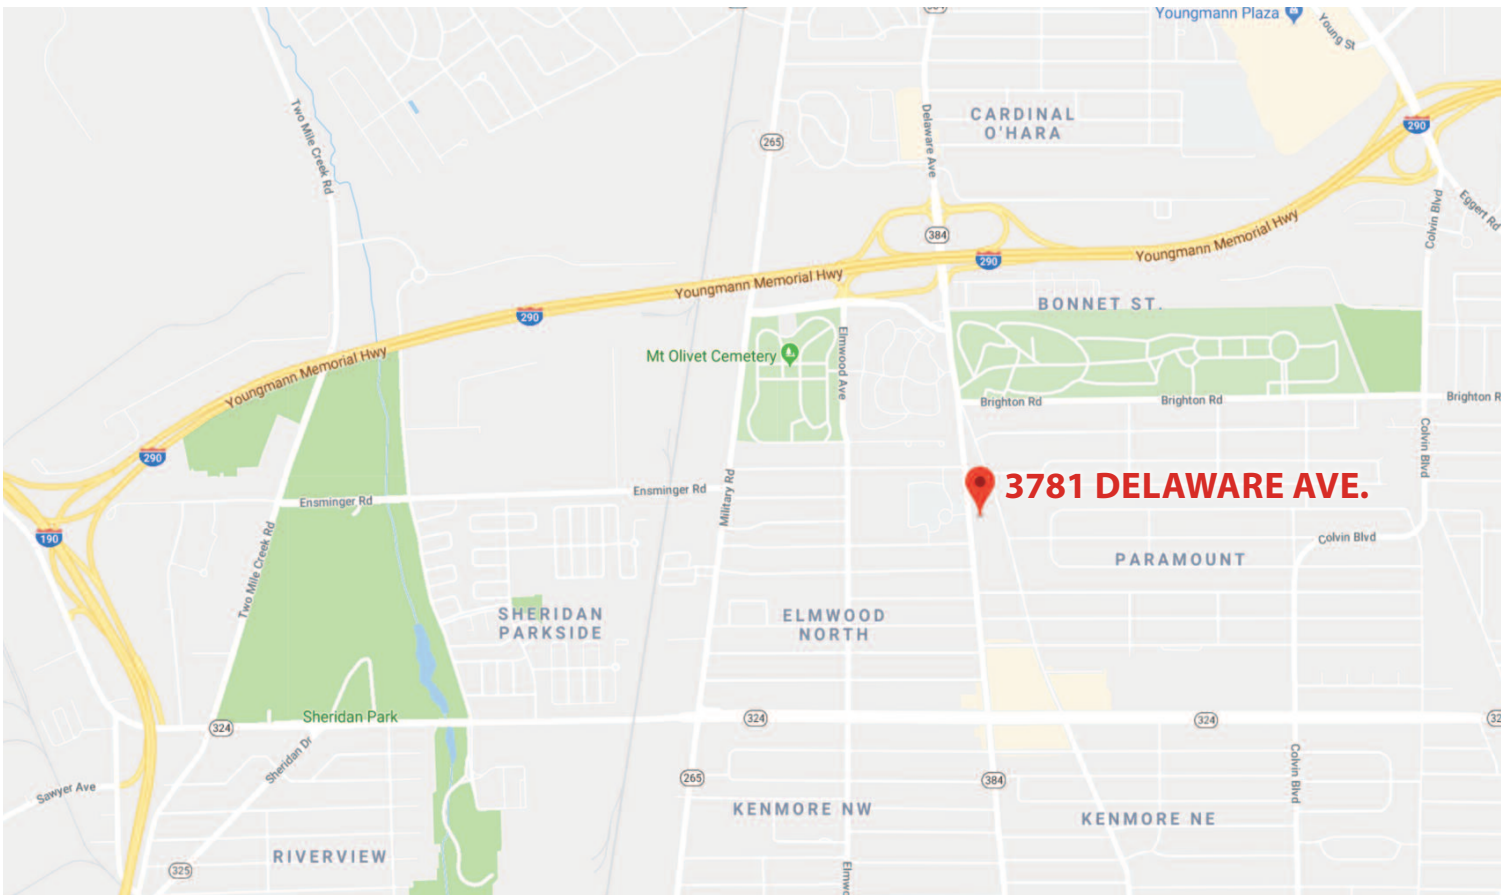 Youngmann Plaza
Young St
Two Mile Creek Rd
Delaware Ave
CARDINAL
O'HARA
290
265
Eggert Rd
Colvin Blvd
384
Youngmann Memorial Hwy
290
Youngmann Memorial Hwy
BONNET ST.
290
Elmwood Ave
Mt Olivet Cemetery
Youngmann Memorial Hwy
Brighton Rd
Brighton Rd
Brighton R
290
Colvin Blvd
3781 DELAWARE AVE.
Ensminger Rd
Ensminger Rd
Military Rd
190
Colvin Blvd
PARAMOUNT
Two Mile Creek Rd
SHERIDAN
PARKSIDE
ELMWOOD
NORTH
Sheridan Park
324
324
324
32
Sheridan Dr
Colvin Blvd
265
384
Sawyer Ave
KENMORE NW
KENMORE NE
RIVERVIEW
325
Elmwo